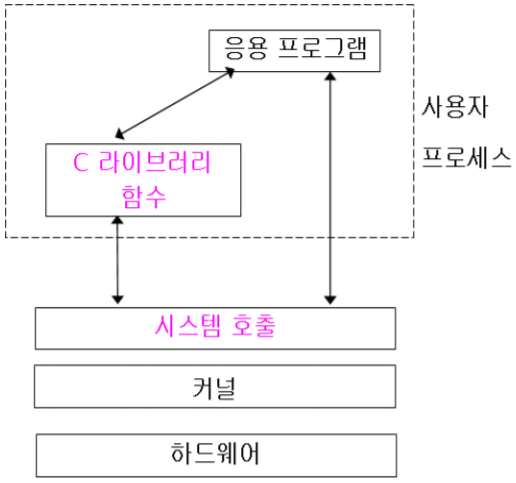 응용 프로그램
사용자
프로세스
C 라이브러리
함수
시스템 호출
커널
하드웨어